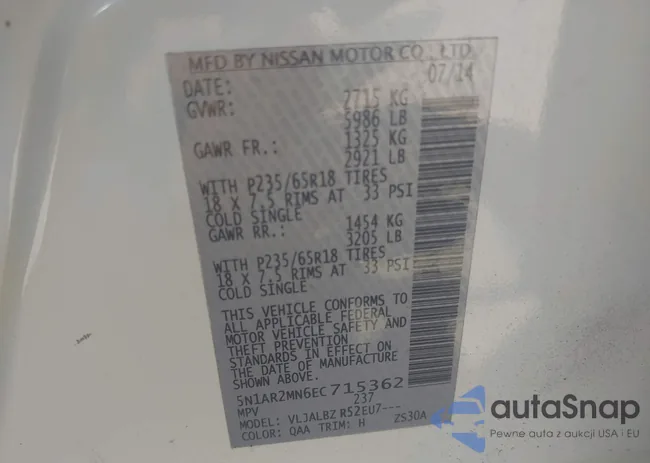 MFD BY NISSAN MOTOR CO., LTD.
DATE: 07/14
GVWR: 2715 KG
5986 LB
GAWR FR.: 1325 KG
2921 LB
WITH P235/65R18 TIRES
18 X 7.5 RIMS AT 33 PSI
COLD SINGLE
GAWR RR.: 1454 KG
3205 LB
WITH P235/65R18 TIRES
18 X 7.5 RIMS AT 33 PSI
COLD SINGLE
THIS VEHICLE CONFORMS TO
ALL APPLICABLE FEDERAL
MOTOR VEHICLE SAFETY AND
THEFT PREVENTION
STANDARDS IN EFFECT ON
THE DATE OF MANUFACTURE
SHOWN ABOVE.
5N1AR2MN6EC715362
MPV 237
MODEL: VLJALBZ R52EU7---
COLOR: QAA TRIM: H ZS30A
autoSnap
Pewne auta z aukcji USA i EU